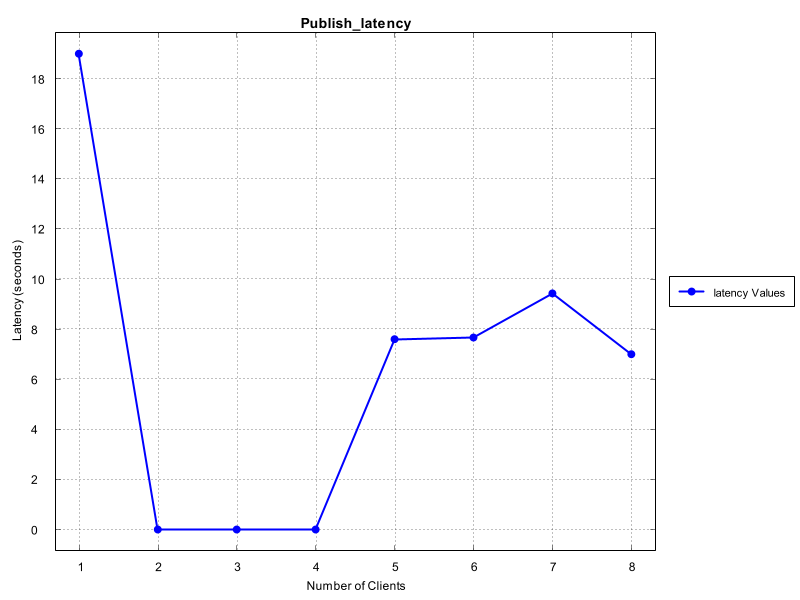 Publish_latency
18
16
14
12
10
8
6
4
2
0
Latency (seconds)
1 2 3 4 5 6 7 8
Number of Clients
latency Values